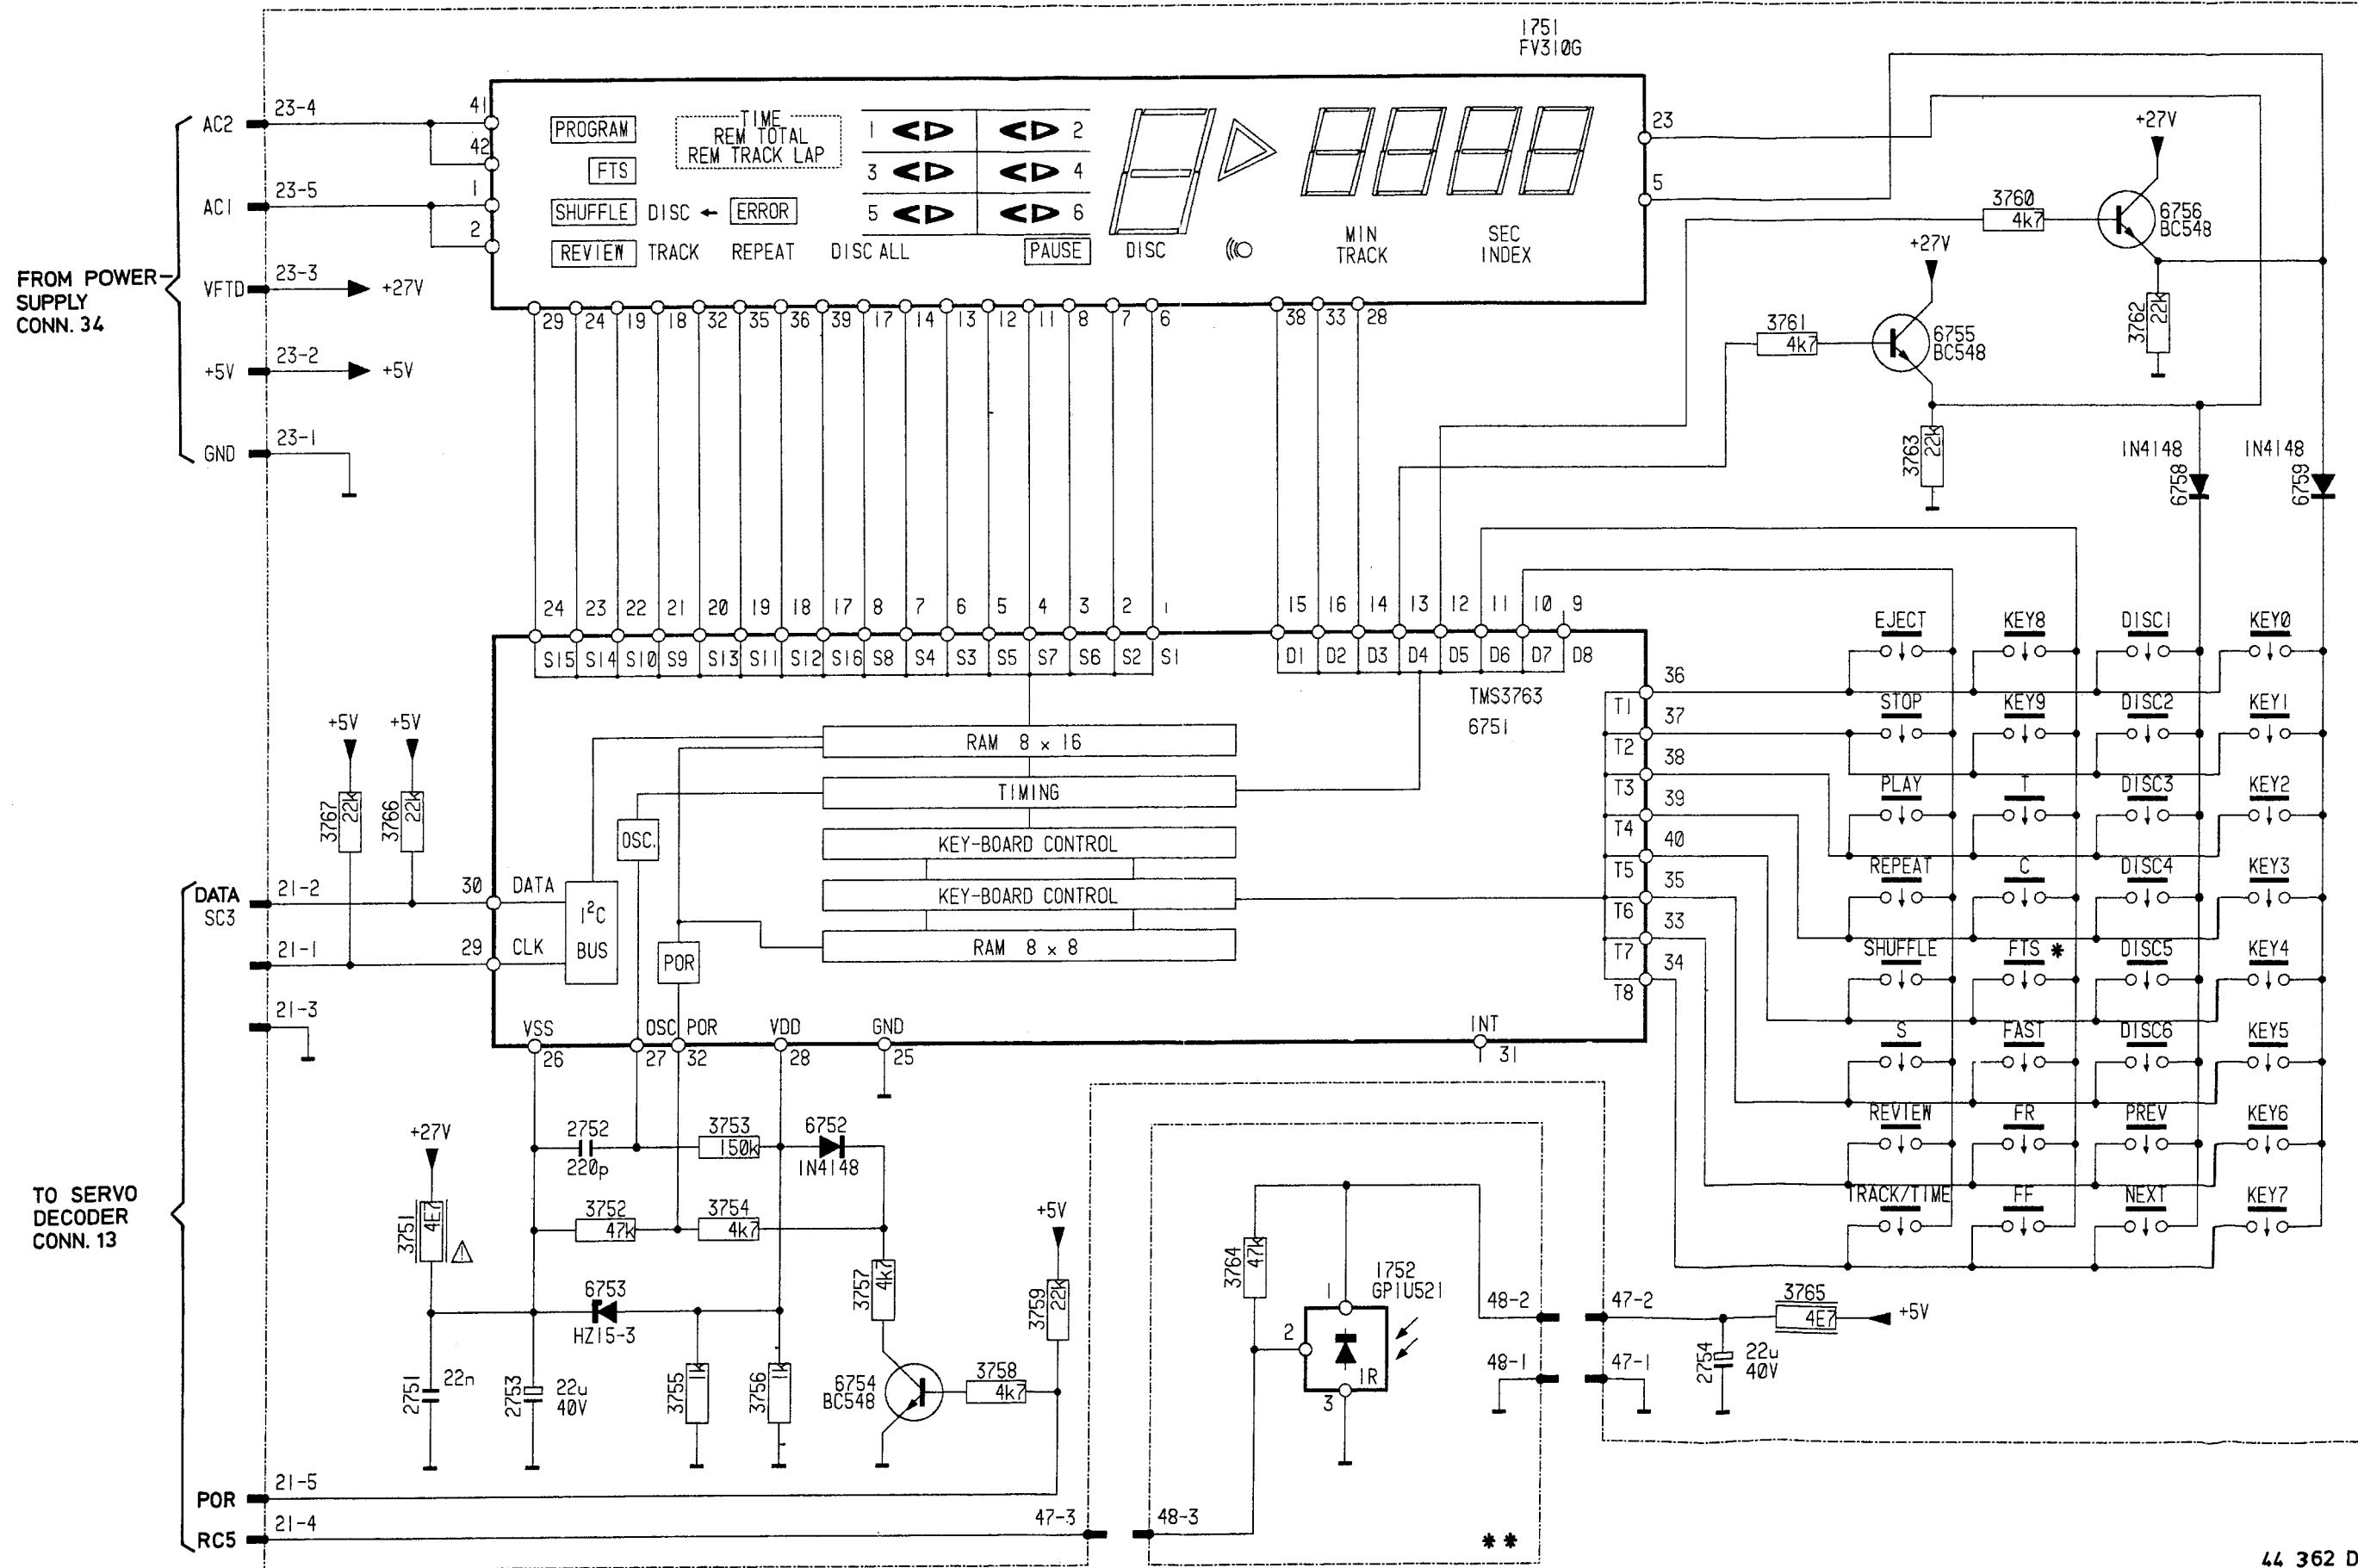 1751
FV310G
FROM POWER
SUPPLY
CONN. 34
AC2
23-4
AC1
23-5
VFTD
23-3
+27V
+5V
23-2
+5V
GND
23-1
41
42
1
2
PROGRAM
FTS
SHUFFLE DISC ← ERROR
REVIEW TRACK REPEAT DISC ALL PAUSE DISC
TIME
REM TOTAL
REM TRACK LAP
1 2
3 4
5 6
MIN
TRACK
SEC
INDEX
23
5
29 24 19 18 32 35 36 39 17 14 13 12 11 8 7 6 38 33 28
+27V
3760
4k7
6756
BC548
3762
22k
+27V
3761
4k7
6755
BC548
3763
22k
1N4148
6758
1N4148
6759
24 23 22 21 20 19 18 17 8 7 6 5 4 3 2 1 15 16 14 13 12 11 10 9
S15 S14 S10 S9 S13 S11 S12 S16 S8 S4 S3 S5 S7 S6 S2 S1 D1 D2 D3 D4 D5 D6 D7 D8
TMS3763
6751
RAM 8 x 16
TIMING
KEY-BOARD CONTROL
KEY-BOARD CONTROL
RAM 8 x 8
OSC.
POR
I²C
BUS
T1 36
T2 37
T3 38
T4 39
T5 40
T6 35
T7 33
T8 34
EJECT KEY8 DISC1 KEY0
STOP KEY9 DISC2 KEY1
PLAY T DISC3 KEY2
REPEAT C DISC4 KEY3
SHUFFLE FTS * DISC5 KEY4
S FAST DISC6 KEY5
REVIEW FR PREV KEY6
TRACK/TIME FF NEXT KEY7
+5V
+5V
3767
22k
3766
22k
DATA
SC3
21-2
30 DATA
21-1
29 CLK
21-3
VSS OSC POR VDD GND INT
26 27 32 28 25 31
TO SERVO
DECODER
CONN. 13
+27V
3751
4E7
2752
220p
3753
150k
6752
1N4148
3752
47k
3754
4k7
6753
HZ15-3
2751
22n
2753
22u
40V
3755
1k
3756
1k
3757
4k7
6754
BC548
3758
4k7
+5V
3759
22k
3764
47k
1752
GP1U521
1
2
3
IR
48-2
47-2
48-1
47-1
3765
4E7
+5V
2754
22u
40V
POR
21-5
RC5
21-4
47-3
48-3
**
44 362 D